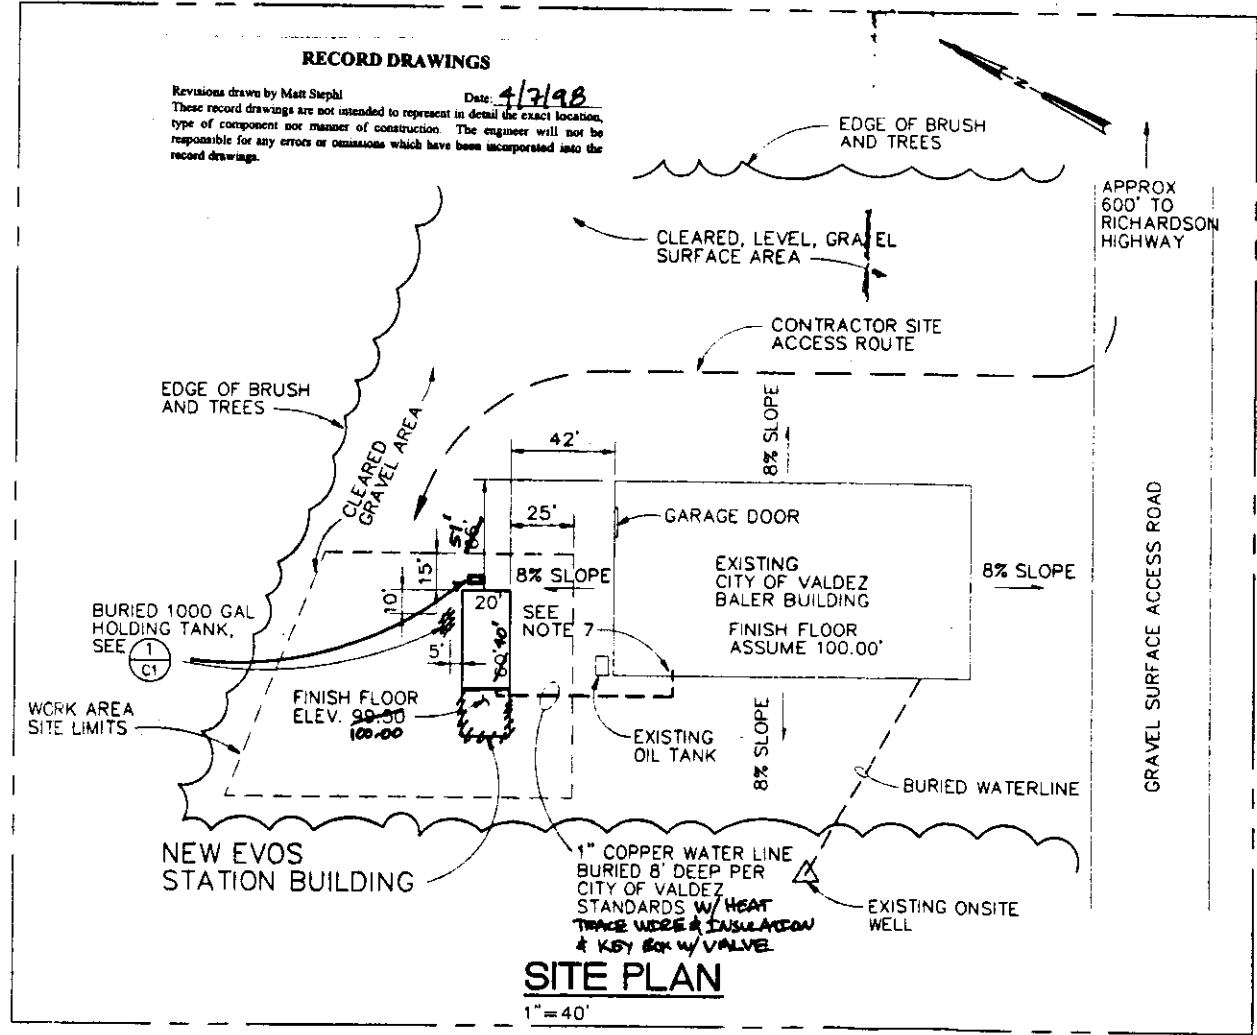 RECORD DRAWINGS
Revisions drawn by Matt Stephl Date: 4/7/98
These record drawings are not intended to represent in detail the exact location,
type of component nor manner of construction. The engineer will not be
responsible for any errors or omissions which have been incorporated into the
record drawings.
N
EDGE OF BRUSH
AND TREES
APPROX
600' TO
RICHARDSON
HIGHWAY
CLEARED, LEVEL, GRAVEL
SURFACE AREA
CONTRACTOR SITE
ACCESS ROUTE
EDGE OF BRUSH
AND TREES
CLEARED
GRAVEL AREA
42'
8% SLOPE
25'
51'
66'
15'
10'
GARAGE DOOR
8% SLOPE
20'
SEE
NOTE 7
EXISTING
CITY OF VALDEZ
BALER BUILDING
FINISH FLOOR
ASSUME 100.00'
8% SLOPE
GRAVEL SURFACE ACCESS ROAD
BURIED 1000 GAL
HOLDING TANK,
SEE 1
C1
5'
60' 40'
WORK AREA
SITE LIMITS
FINISH FLOOR
ELEV. 99.50
100.00
EXISTING
OIL TANK
8% SLOPE
BURIED WATERLINE
NEW EVOS
STATION BUILDING
1" COPPER WATER LINE
BURIED 8' DEEP PER
CITY OF VALDEZ
STANDARDS W/ HEAT
TRACE WIRE & INSULATION
& KEY BOX W/ VALVE
EXISTING ONSITE
WELL
SITE PLAN
1"=40'